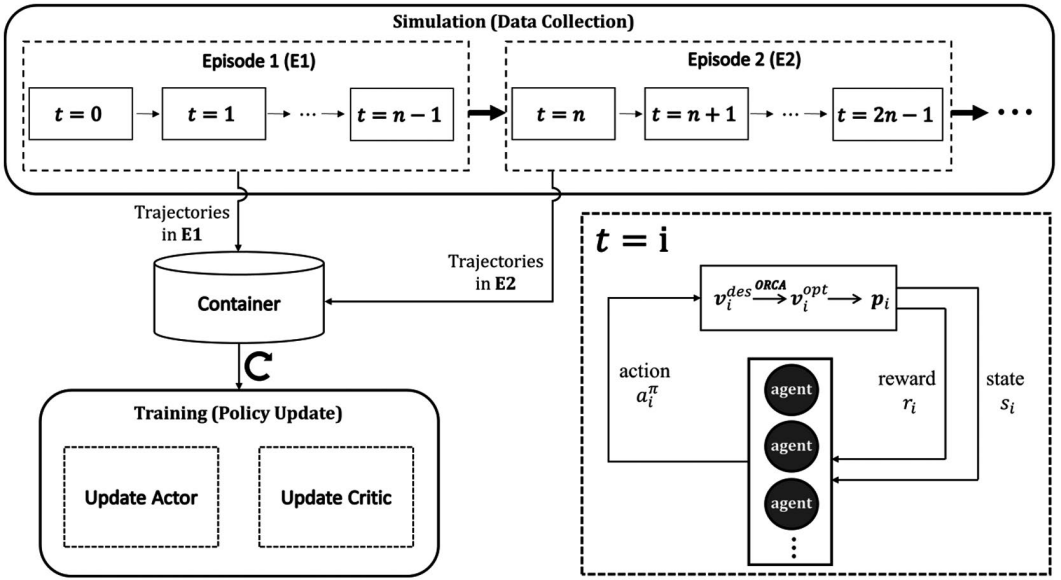 Simulation (Data Collection)
Episode 1 (E1)
t = 0
t = 1
...
t = n − 1
Episode 2 (E2)
t = n
t = n + 1
...
t = 2n − 1
...
Trajectories
in E1
Trajectories
in E2
Container
Training (Policy Update)
Update Actor
Update Critic
t = i
v_i^des ORCA→ v_i^opt → p_i
action
a_i^π
agent
agent
agent
⋮
reward
r_i
state
s_i